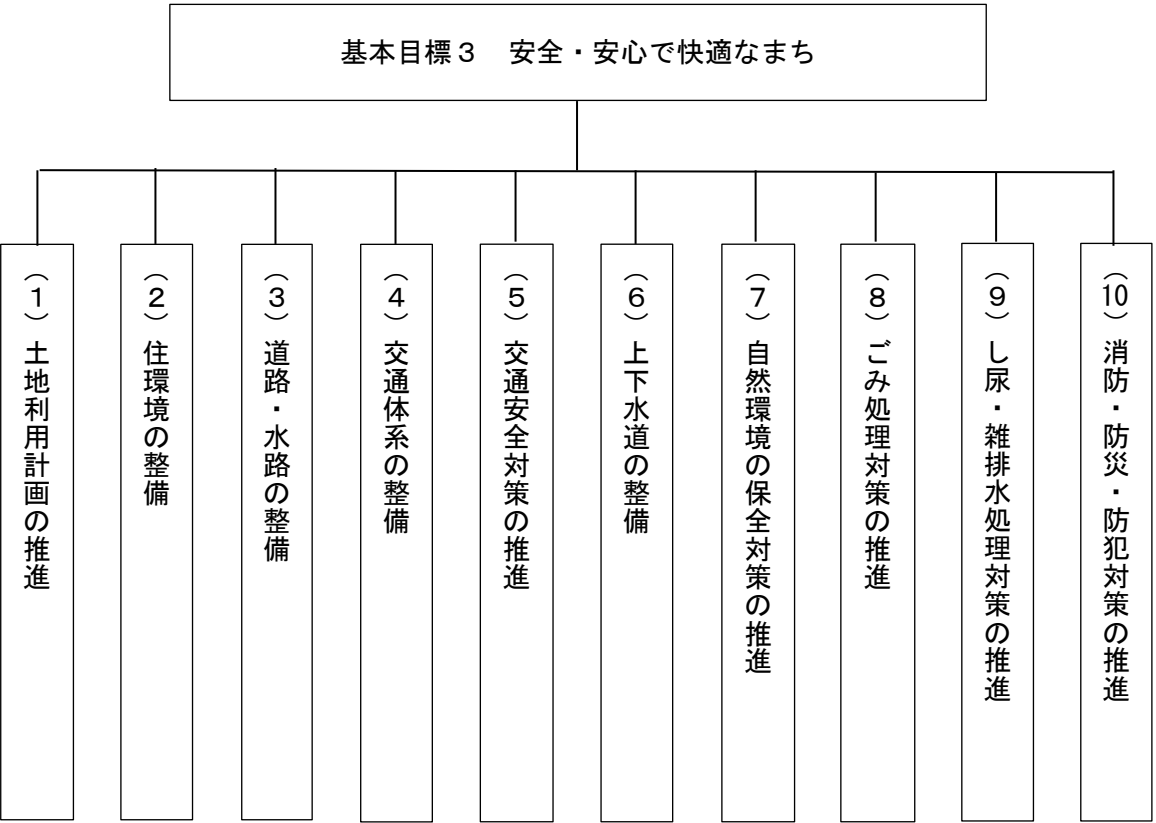 基本目標３　安全・安心で快適なまち
（１）土地利用計画の推進
（２）住環境の整備
（３）道路・水路の整備
（４）交通体系の整備
（５）交通安全対策の推進
（６）上下水道の整備
（７）自然環境の保全対策の推進
（８）ごみ処理対策の推進
（９）し尿・雑排水処理対策の推進
（10）消防・防災・防犯対策の推進